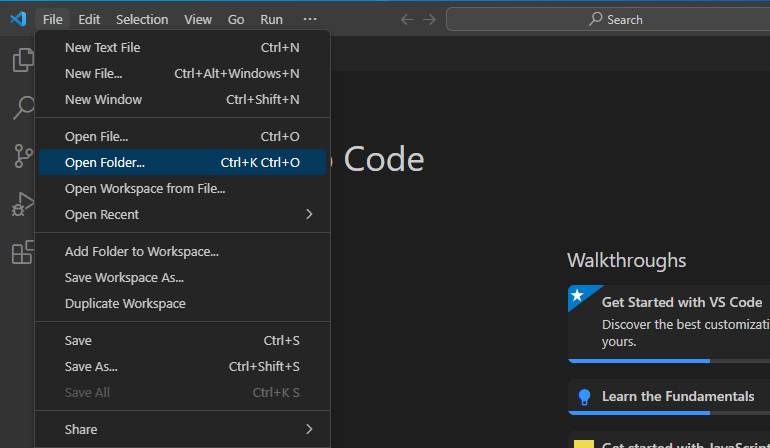 File Edit Selection View Go Run ...
Search
New Text File Ctrl+N
New File... Ctrl+Alt+Windows+N
New Window Ctrl+Shift+N
Open File... Ctrl+O
Open Folder... Ctrl+K Ctrl+O
Open Workspace from File...
Open Recent
Add Folder to Workspace...
Save Workspace As...
Duplicate Workspace
Save Ctrl+S
Save As... Ctrl+Shift+S
Save All Ctrl+K S
Share
Code
Walkthroughs
Get Started with VS Code
Discover the best customizati
yours.
Learn the Fundamentals
Get started with JavaScript